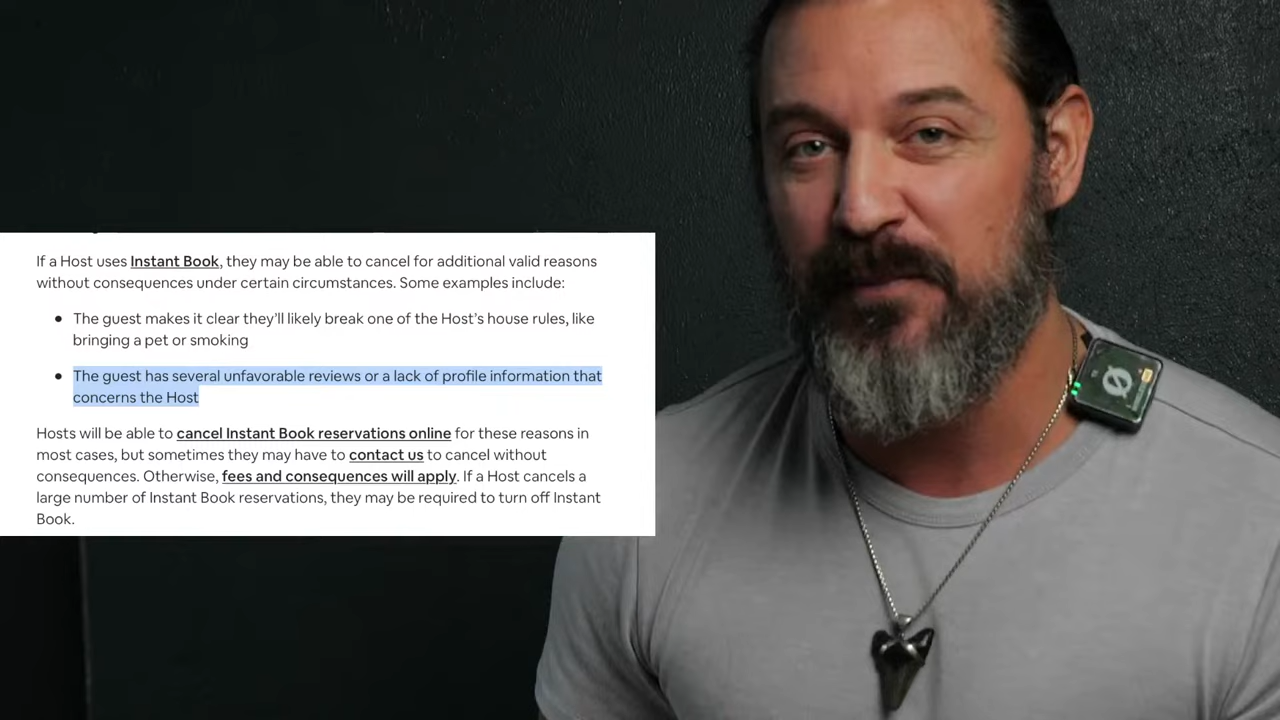 If a Host uses Instant Book, they may be able to cancel for additional valid reasons
without consequences under certain circumstances. Some examples include:
• The guest makes it clear they’ll likely break one of the Host’s house rules, like
bringing a pet or smoking
• The guest has several unfavorable reviews or a lack of profile information that
concerns the Host
Hosts will be able to cancel Instant Book reservations online for these reasons in
most cases, but sometimes they may have to contact us to cancel without
consequences. Otherwise, fees and consequences will apply. If a Host cancels a
large number of Instant Book reservations, they may be required to turn off Instant
Book.